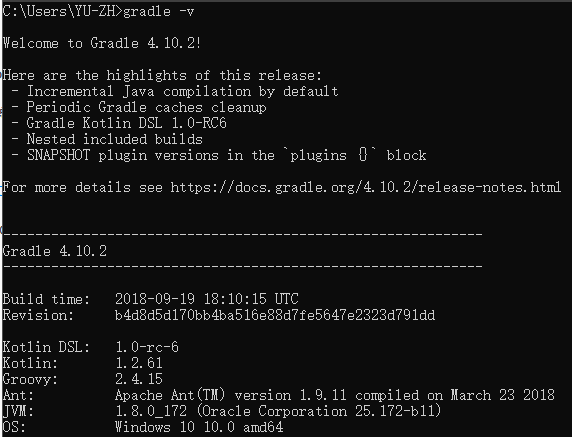 C:\Users\YU-ZH>gradle -v
Welcome to Gradle 4.10.2!
Here are the highlights of this release:
- Incremental Java compilation by default
- Periodic Gradle caches cleanup
- Gradle Kotlin DSL 1.0-RC6
- Nested included builds
- SNAPSHOT plugin versions in the `plugins {}` block
For more details see https://docs.gradle.org/4.10.2/release-notes.html
------------------------------------------------------------
Gradle 4.10.2
------------------------------------------------------------
Build time:   2018-09-19 18:10:15 UTC
Revision:     b4d8d5d170bb4ba516e88d7fe5647e2323d791dd
Kotlin DSL:   1.0-rc-6
Kotlin:       1.2.61
Groovy:       2.4.15
Ant:          Apache Ant(TM) version 1.9.11 compiled on March 23 2018
JVM:          1.8.0_172 (Oracle Corporation 25.172-b11)
OS:           Windows 10 10.0 amd64